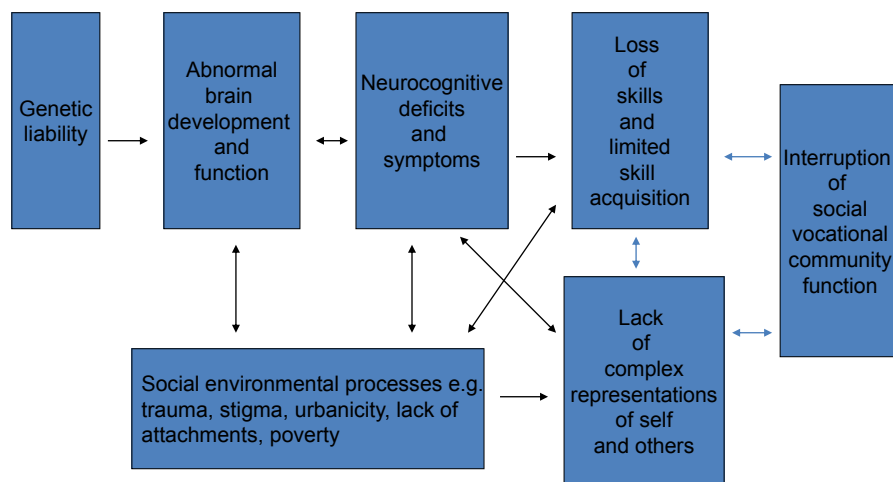 Genetic
liability
Abnormal
brain
development
and
function
Neurocognitive
deficits
and
symptoms
Loss
of
skills
and
limited
skill
acquisition
Interruption
of
social
vocational
community
function
Social environmental processes e.g.
trauma, stigma, urbanicity, lack of
attachments, poverty
Lack
of
complex
representations
of self
and others